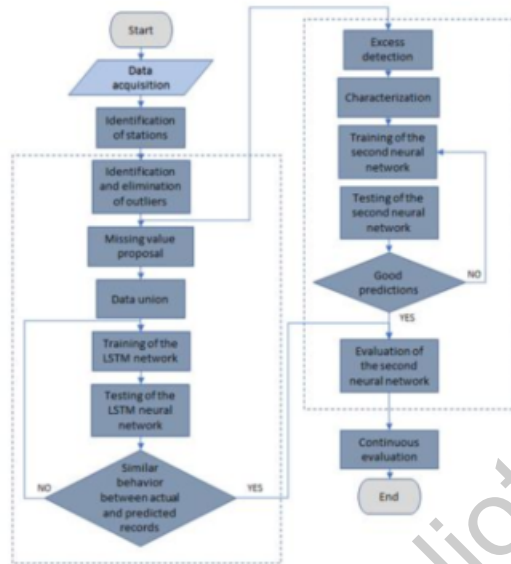 Start
Data
acquisition
Identification
of stations
Identification
and elimination
of outliers
Missing value
proposal
Data union
Training of the
LSTM network
Testing of the
LSTM neural
network
Similar
behavior
between actual
and predicted
records
NO
YES
Excess
detection
Characterization
Training of the
second neural
network
Testing of the
second neural
network
Good
predictions
NO
YES
Evaluation of
the second
neural network
Continuous
evaluation
End